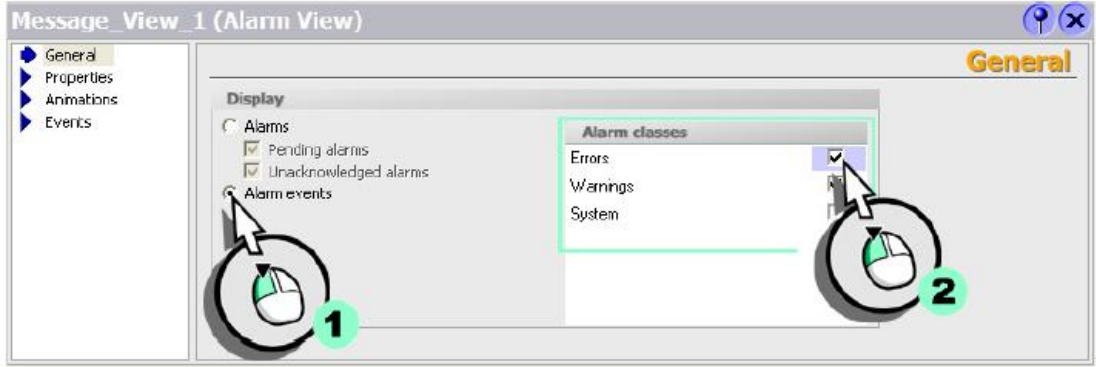 Message_View_1 (Alarm View)
General
Properties
Animations
Events
General
Display
Alarms
Pending alarms
Unacknowledged alarms
Alarm events
Alarm classes
Errors
Warnings
System
1
2